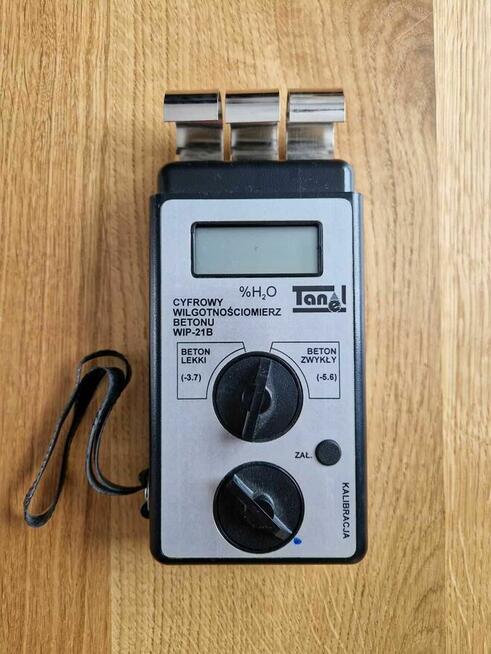 %H₂O
Tanel
CYFROWY
WILGOTNOŚCIOMIERZ
BETONU
WIP-21B
BETON
LEKKI
(-3.7)
BETON
ZWYKŁY
(-5.6)
ZAŁ.
KALIBRACJA